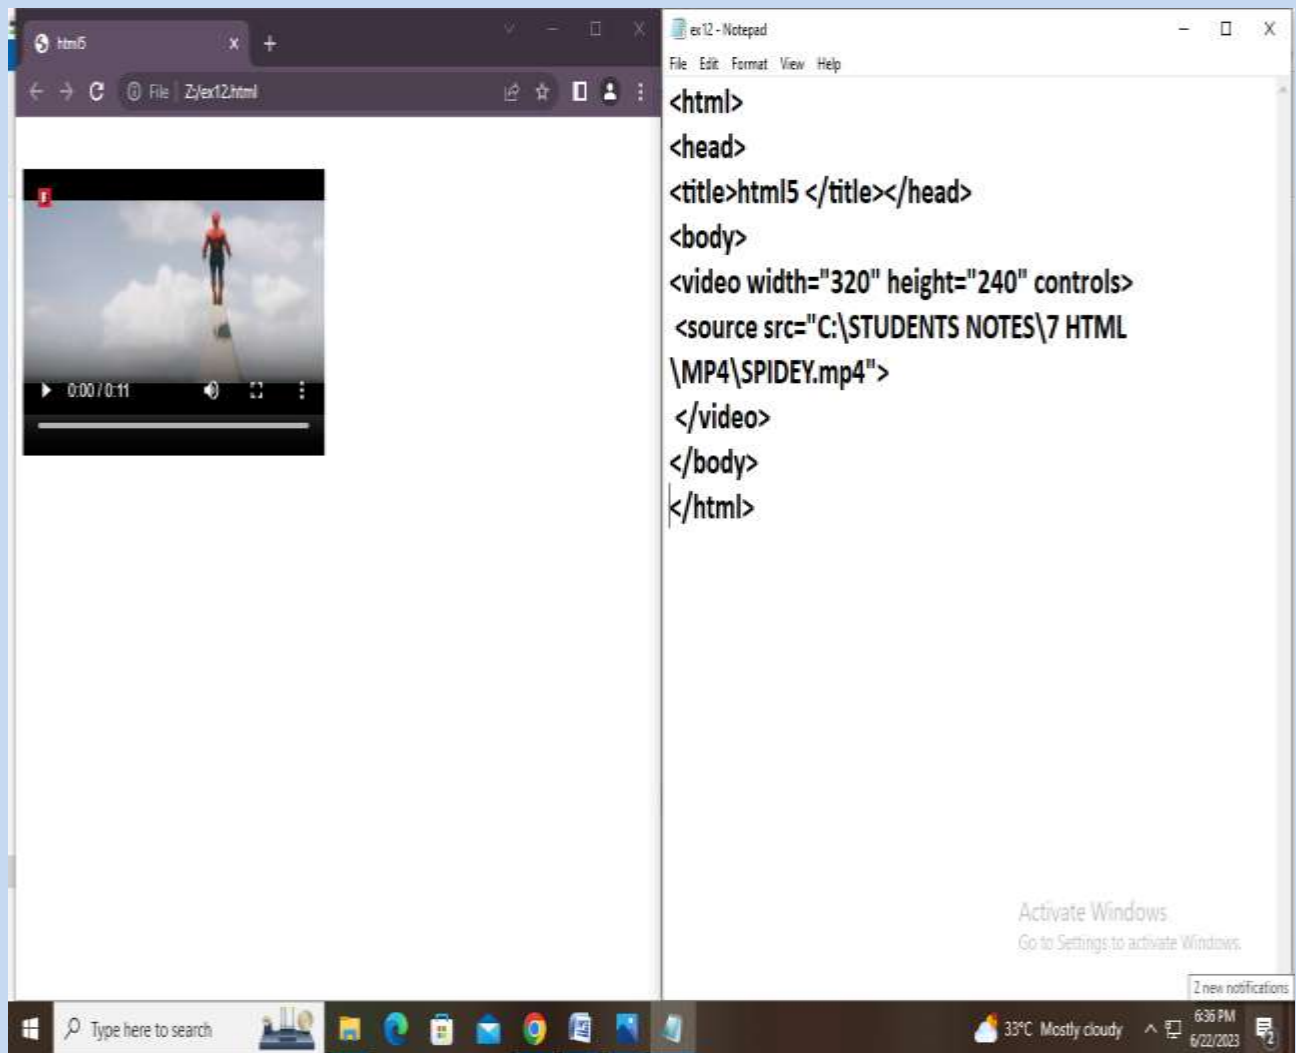 html5
File Z:/ex12.html
0:00 / 0:11
ex12 - Notepad
File Edit Format View Help
<html>
<head>
<title>html5 </title></head>
<body>
<video width="320" height="240" controls>
<source src="C:\STUDENTS NOTES\7 HTML
\MP4\SPIDEY.mp4">
</video>
</body>
</html>
Activate Windows
Go to Settings to activate Windows.
2 new notifications
Type here to search
33°C Mostly cloudy
6:36 PM
6/22/2023
2